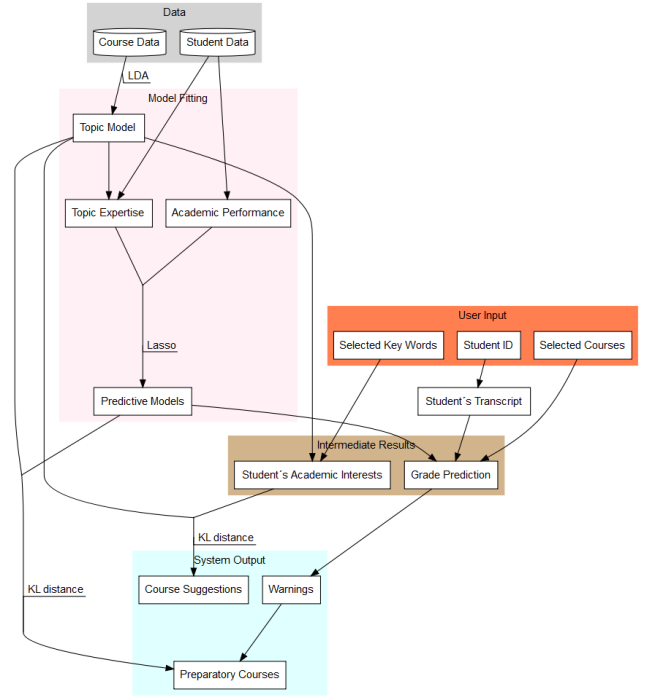 Data
Course Data
Student Data
LDA
Model Fitting
Topic Model
Topic Expertise
Academic Performance
User Input
Selected Key Words
Student ID
Selected Courses
Lasso
Predictive Models
Student´s Transcript
Intermediate Results
Student´s Academic Interests
Grade Prediction
KL distance
System Output
Course Suggestions
Warnings
KL distance
Preparatory Courses